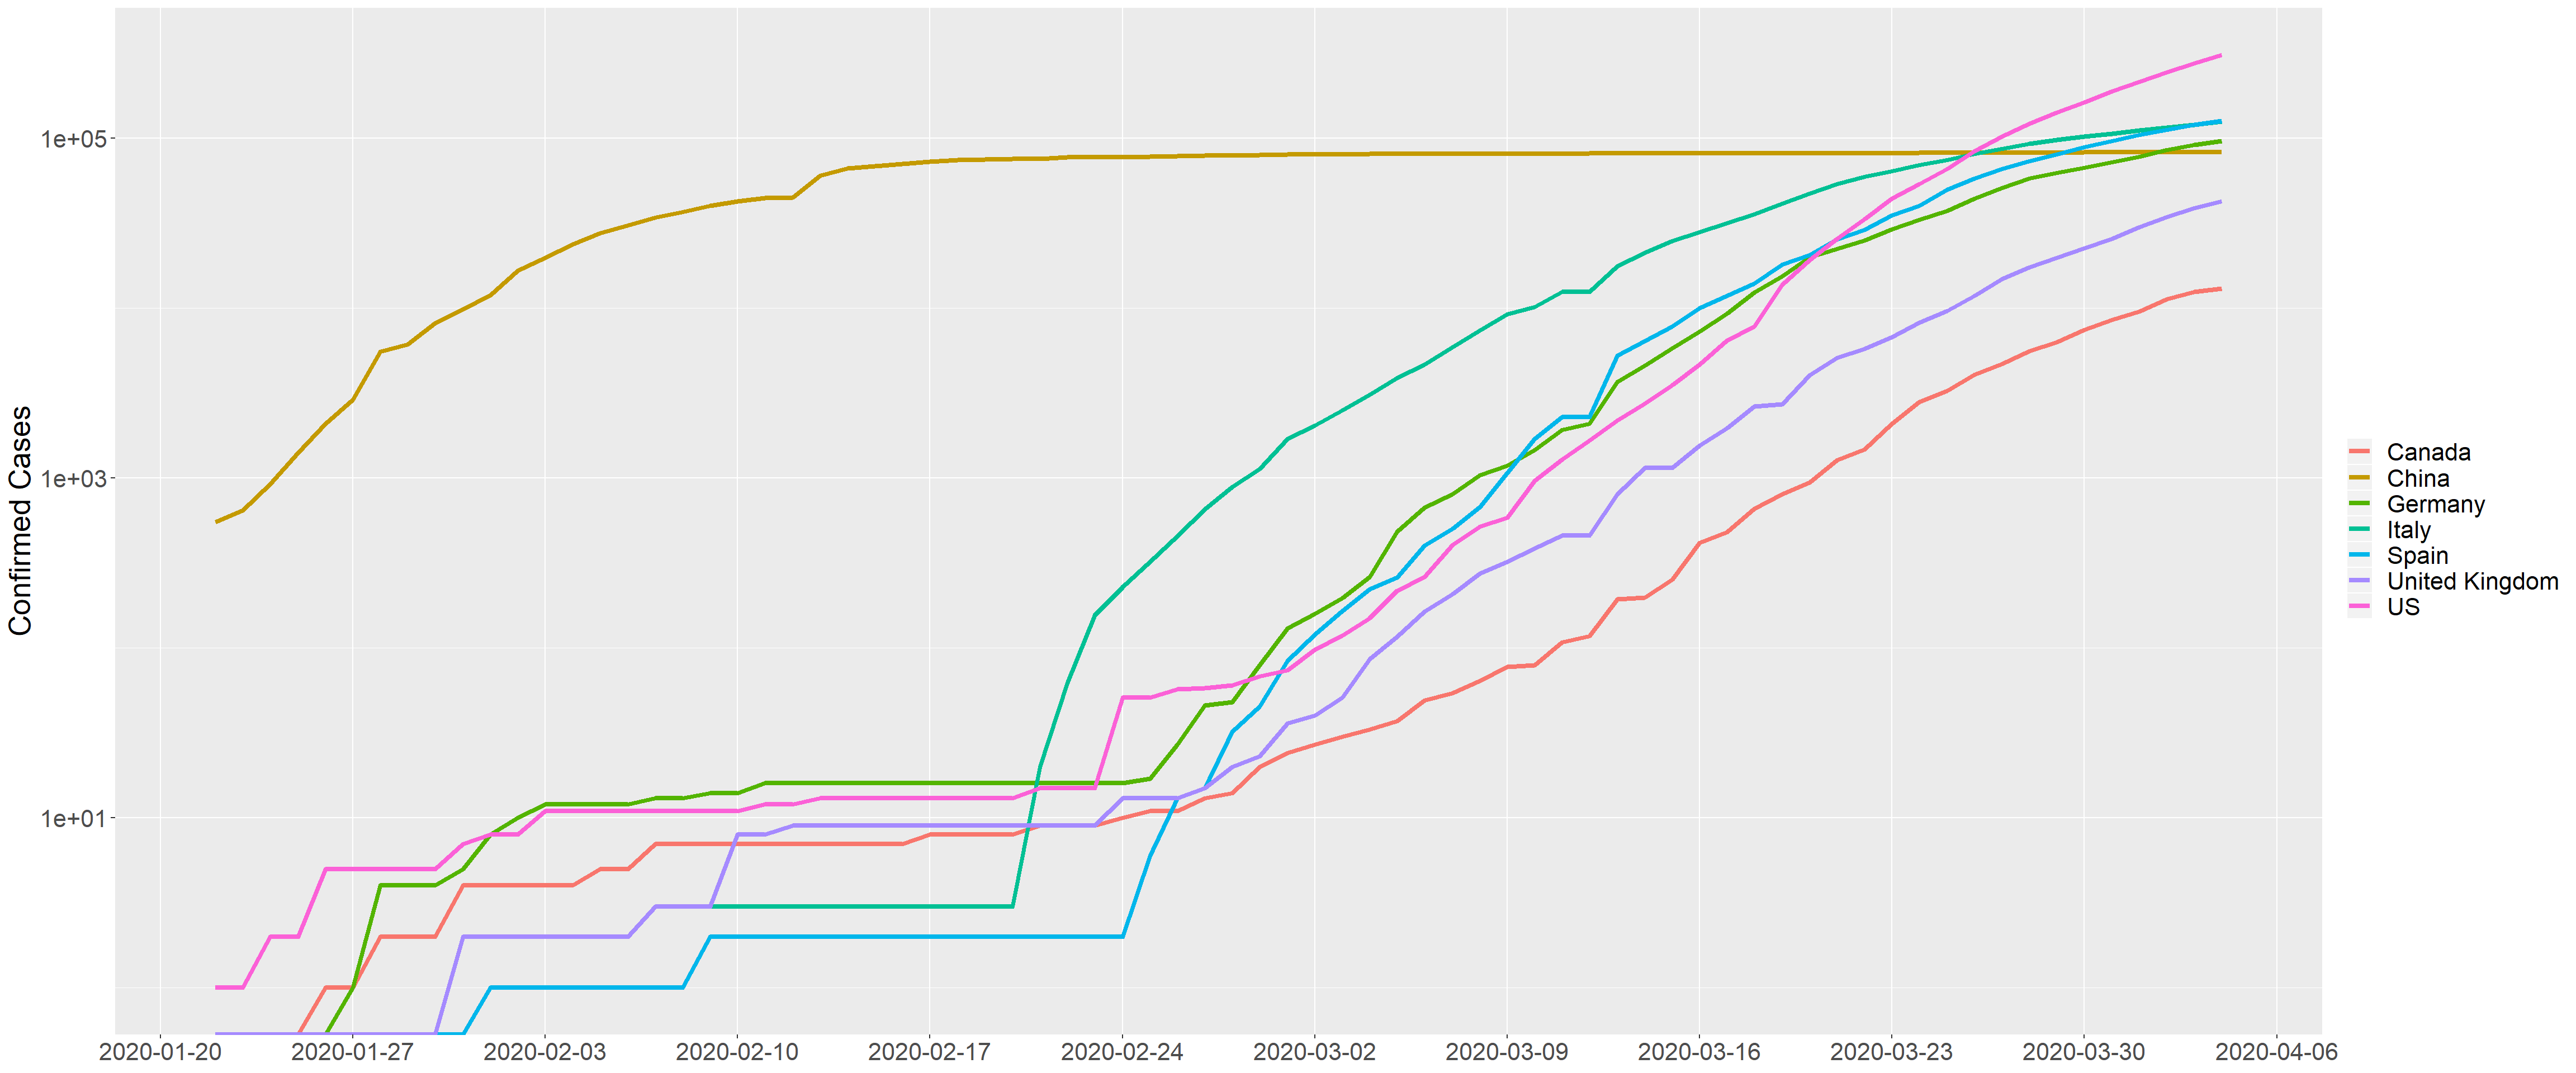 Confirmed Cases
1e+05
1e+03
1e+01
2020-01-20
2020-01-27
2020-02-03
2020-02-10
2020-02-17
2020-02-24
2020-03-02
2020-03-09
2020-03-16
2020-03-23
2020-03-30
2020-04-06
Canada
China
Germany
Italy
Spain
United Kingdom
US